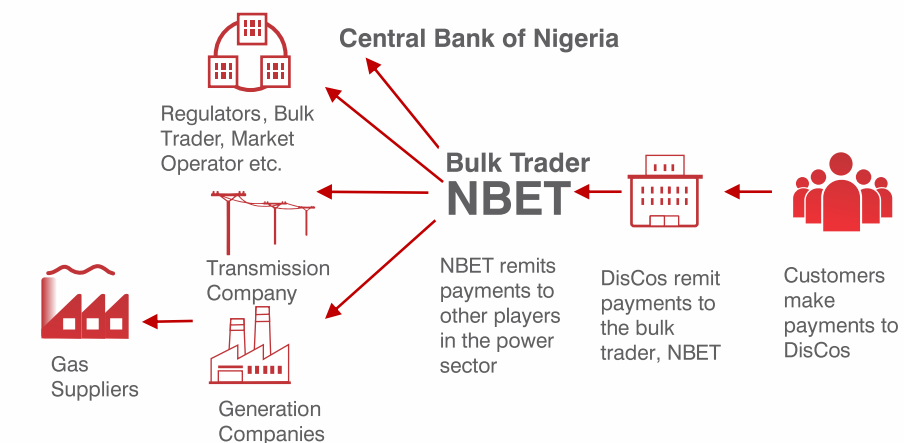 Central Bank of Nigeria
Regulators, Bulk
Trader, Market
Operator etc.
Bulk Trader
NBET
Transmission
Company
NBET remits
payments to
other players
in the power
sector
DisCos remit
payments to
the bulk
trader, NBET
Customers
make
payments to
DisCos
Gas
Suppliers
Generation
Companies